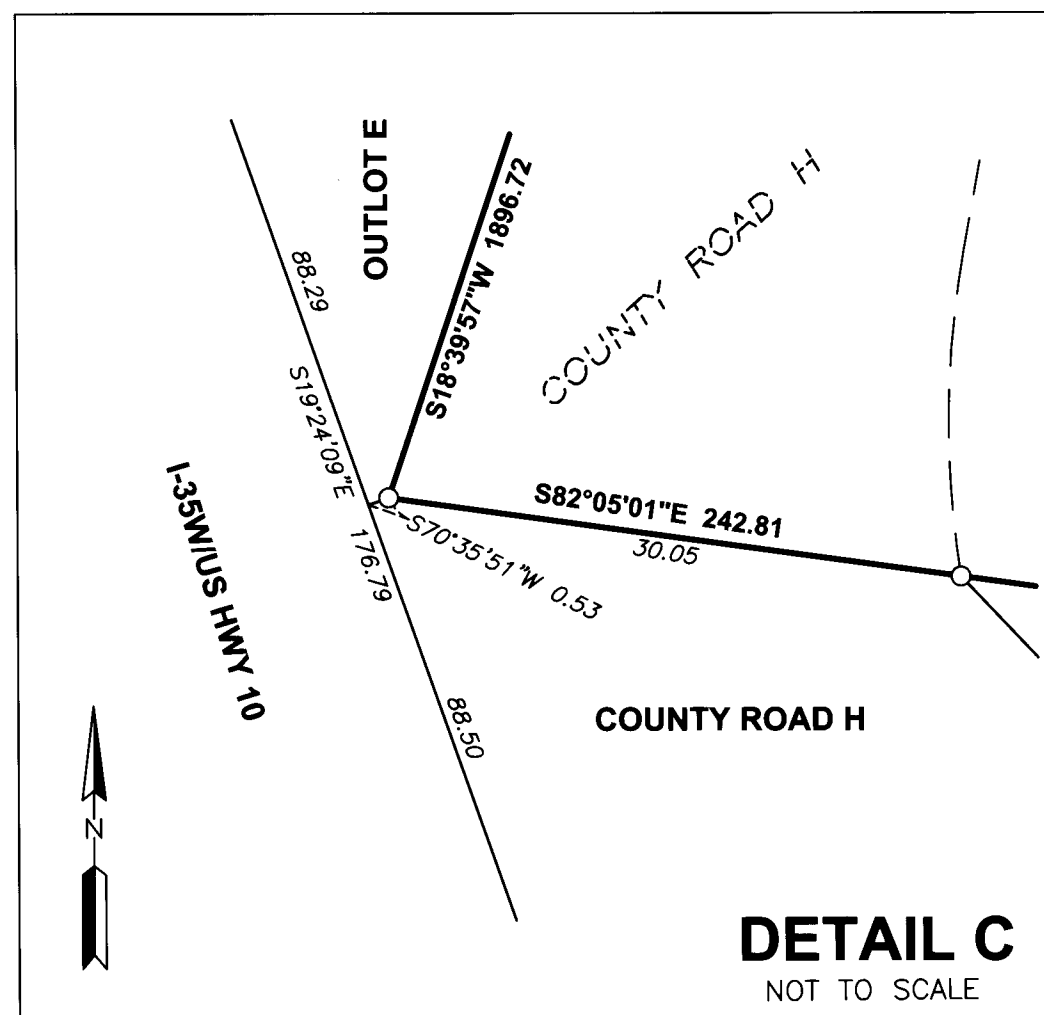 OUTLOT E
S18°39'57"W 1896.72
COUNTY ROAD H
88.29
S19°24'09"E
176.79
88.50
S82°05'01"E 242.81
30.05
S70°35'51"W 0.53
I-35W/US HWY 10
COUNTY ROAD H
N
DETAIL C
NOT TO SCALE